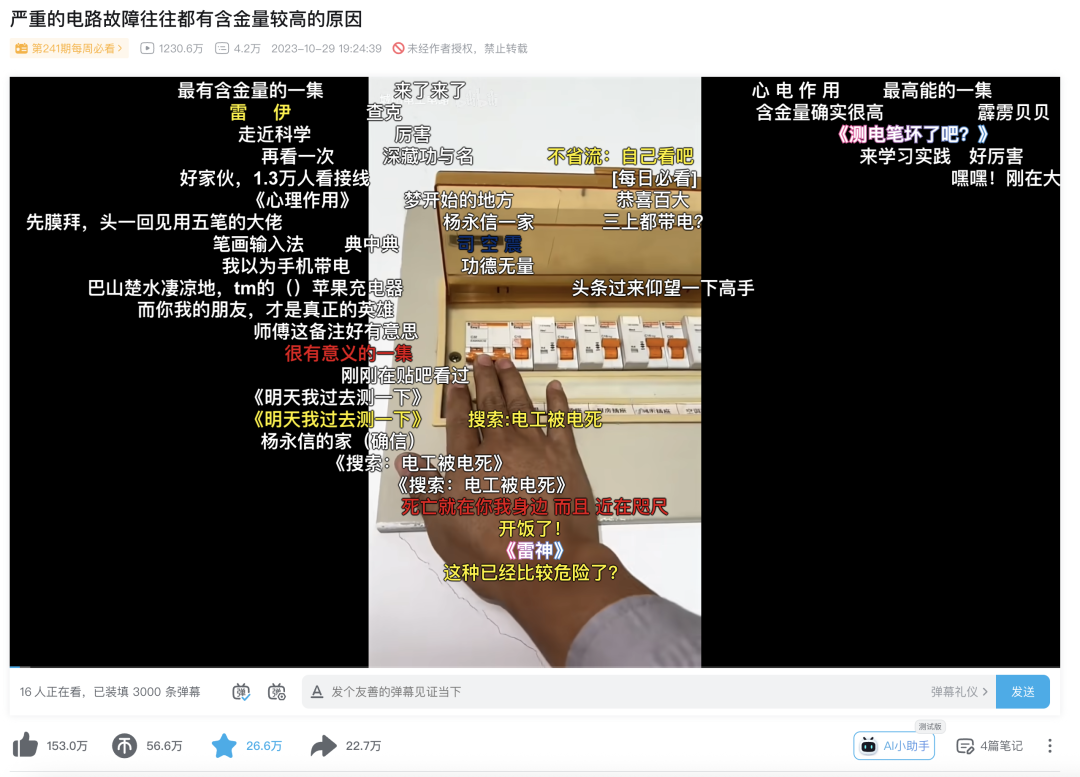 严重的电路故障往往都有含金量较高的原因
第241期每周必看 1230.6万 4.2万 2023-10-29 19:24:39 未经作者授权，禁止转载
最有含金量的一集 来了来了 心 电 作 用 最高能的一集
雷 伊 查克 含金量确实很高 霹雳贝贝
走近科学 厉害 《测电笔坏了吧？》
再看一次 深藏功与名 不省流：自己看吧 来学习实践 好厉害
好家伙，1.3万人看接线 [每日必看] 嘿嘿！刚在大
《心理作用》 梦开始的地方 恭喜百大
先膜拜，头一回见用五笔的大佬 杨永信一家 三上都带电?
笔画输入法 典中典 司 空 震
我以为手机带电 功德无量
巴山楚水凄凉地，tm的（）苹果充电器 头条过来仰望一下高手
而你我的朋友，才是真正的英雄
师傅这备注好有意思
很有意义的一集
刚刚在贴吧看过
《明天我过去测一下》
《明天我过去测一下》 搜索:电工被电死
杨永信的家（确信）
《搜索：电工被电死》
《搜索：电工被电死》
死亡就在你我身边 而且 近在咫尺
开饭了！
《雷神》
这种已经比较危险了?
16 人正在看，已装填 3000 条弹幕 弹 弹 A 发个友善的弹幕见证当下 弹幕礼仪 发送
测试版
153.0万 币 56.6万 26.6万 22.7万 AI小助手 4篇笔记